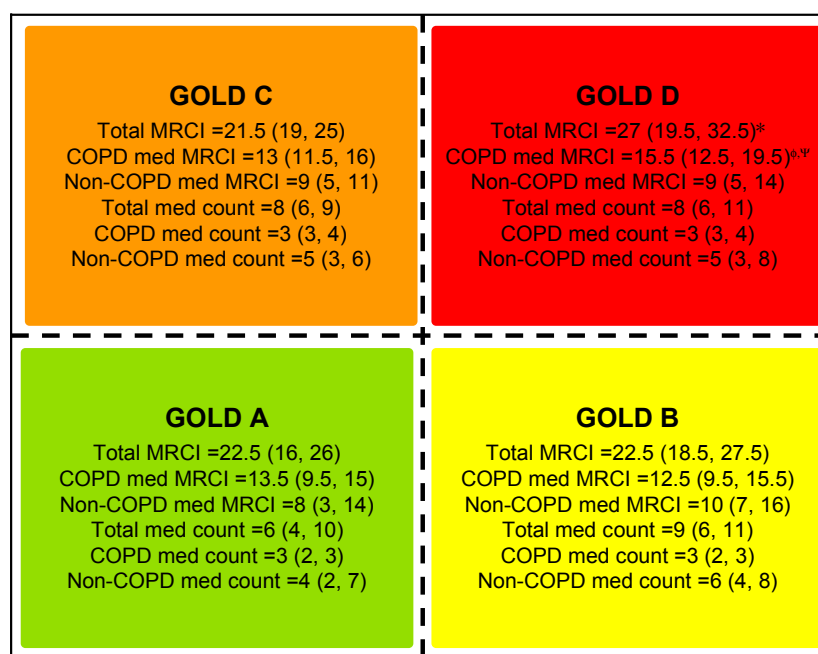 GOLD C
Total MRCI =21.5 (19, 25)
COPD med MRCI =13 (11.5, 16)
Non-COPD med MRCI =9 (5, 11)
Total med count =8 (6, 9)
COPD med count =3 (3, 4)
Non-COPD med count =5 (3, 6)
GOLD D
Total MRCI =27 (19.5, 32.5)*
COPD med MRCI =15.5 (12.5, 19.5)ᶲ,Ψ
Non-COPD med MRCI =9 (5, 14)
Total med count =8 (6, 11)
COPD med count =3 (3, 4)
Non-COPD med count =5 (3, 8)
GOLD A
Total MRCI =22.5 (16, 26)
COPD med MRCI =13.5 (9.5, 15)
Non-COPD med MRCI =8 (3, 14)
Total med count =6 (4, 10)
COPD med count =3 (2, 3)
Non-COPD med count =4 (2, 7)
GOLD B
Total MRCI =22.5 (18.5, 27.5)
COPD med MRCI =12.5 (9.5, 15.5)
Non-COPD med MRCI =10 (7, 16)
Total med count =9 (6, 11)
COPD med count =3 (2, 3)
Non-COPD med count =6 (4, 8)